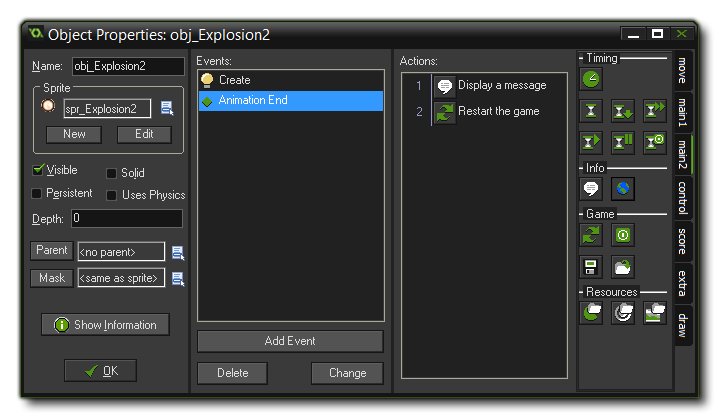 Object Properties: obj_Explosion2
Name: obj_Explosion2
Sprite
spr_Explosion2
New Edit
Visible Solid
Persistent Uses Physics
Depth: 0
Parent <no parent>
Mask <same as sprite>
Show Information
OK
Events:
Create
Animation End
Add Event
Delete Change
Actions:
1 Display a message
2 Restart the game
Timing
Info
Game
Resources
move
main1
main2
control
score
extra
draw